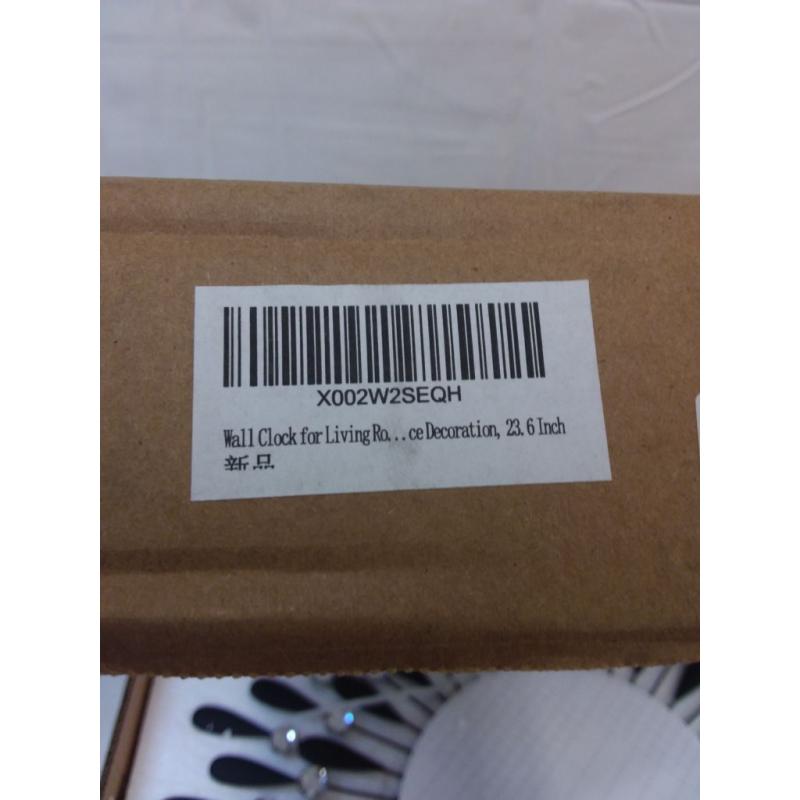 X002W2SEQH
Wall Clock for Living Ro...ce Decoration, 23.6 Inch
新品